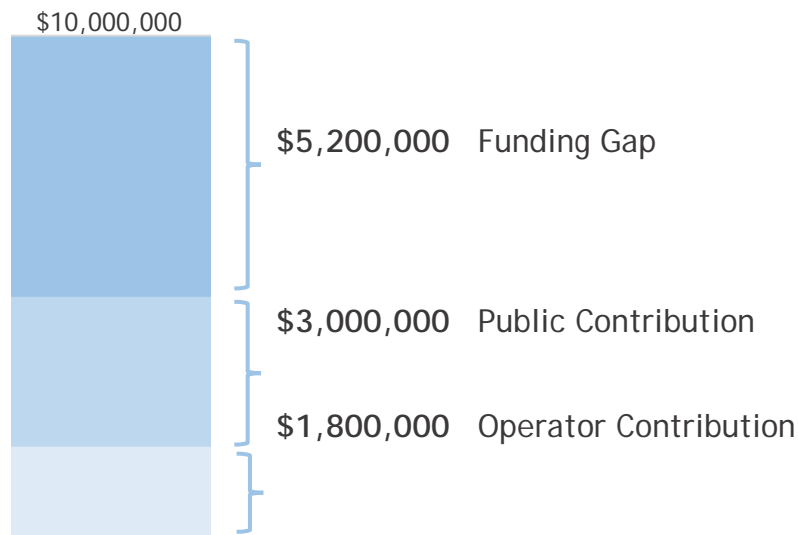 $10,000,000
$5,200,000 Funding Gap
$3,000,000 Public Contribution
$1,800,000 Operator Contribution